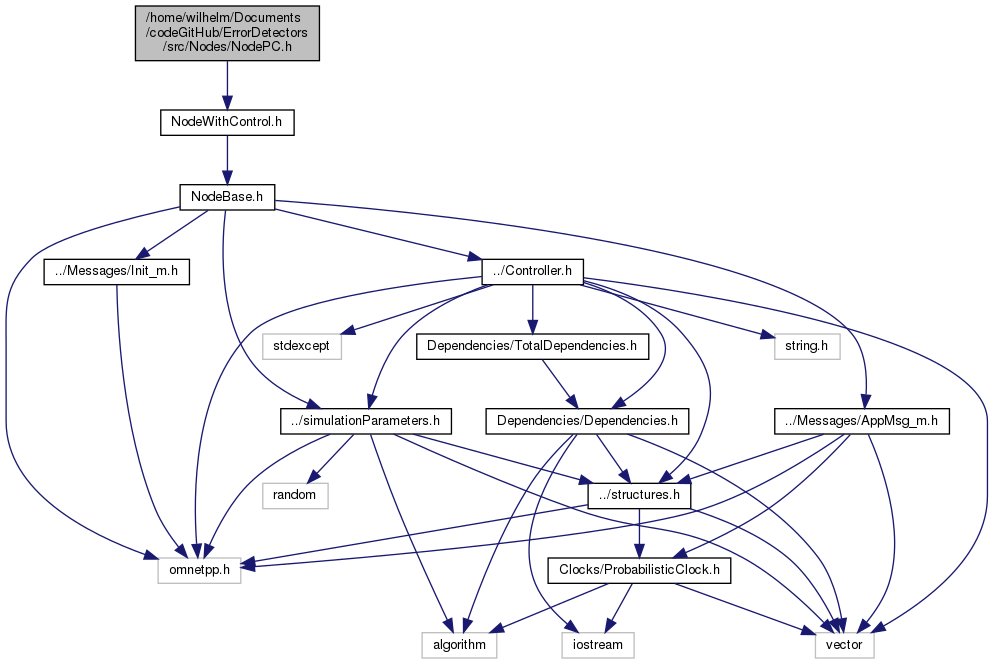 /home/wilhelm/Documents
/codeGitHub/ErrorDetectors
/src/Nodes/NodePC.h
NodeWithControl.h
NodeBase.h
../Messages/Init_m.h
../Controller.h
stdexcept
Dependencies/TotalDependencies.h
string.h
../simulationParameters.h
Dependencies/Dependencies.h
../Messages/AppMsg_m.h
random
../structures.h
omnetpp.h
Clocks/ProbabilisticClock.h
algorithm
iostream
vector